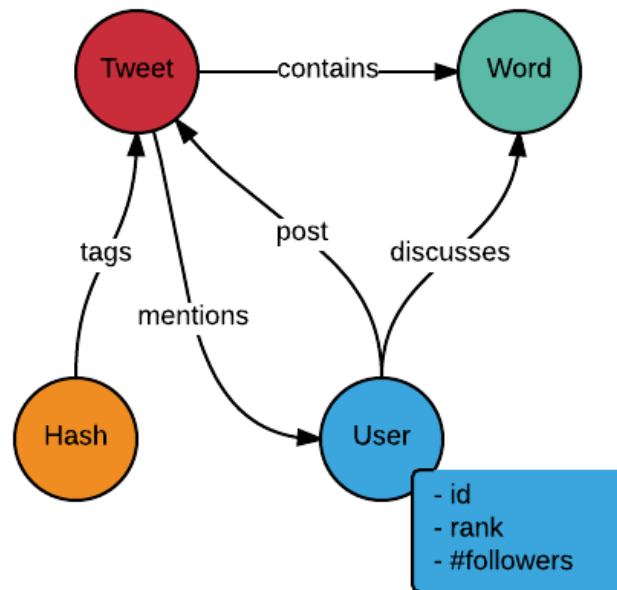 Tweet
contains
Word
tags
post
discusses
mentions
Hash
User
- id
- rank
- #followers